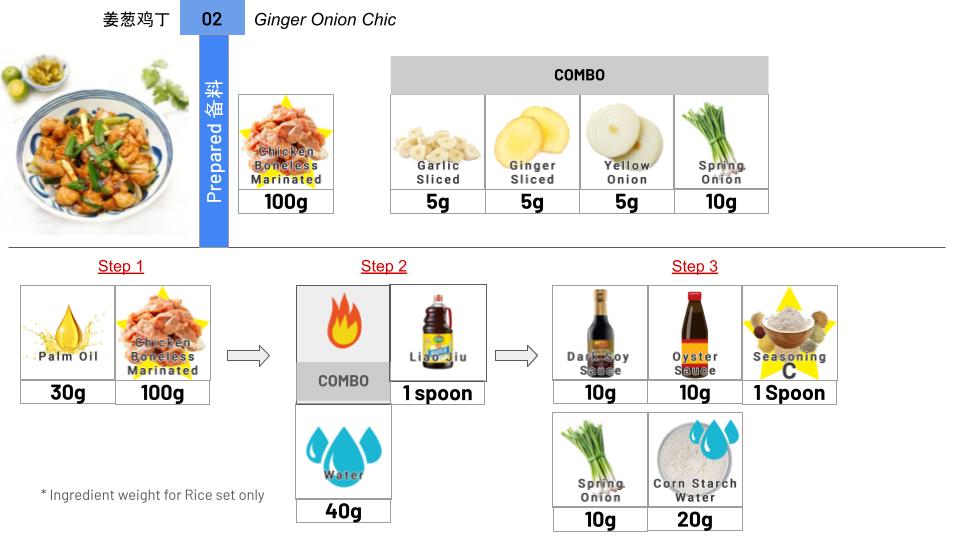 姜葱鸡丁
02
Ginger Onion Chic
Prepared 备料
Chicken
Boneless
Marinated
100g
COMBO
Garlic
Sliced
5g
Ginger
Sliced
5g
Yellow
Onion
5g
Spring
Onion
10g
Step 1
Palm Oil
30g
Chicken
Boneless
Marinated
100g
Step 2
COMBO
Liao Jiu
1 spoon
Water
40g
Step 3
Dark Soy
Sauce
10g
Oyster
Sauce
10g
Seasoning
C
1 Spoon
Spring
Onion
10g
Corn Starch
Water
20g
* Ingredient weight for Rice set only